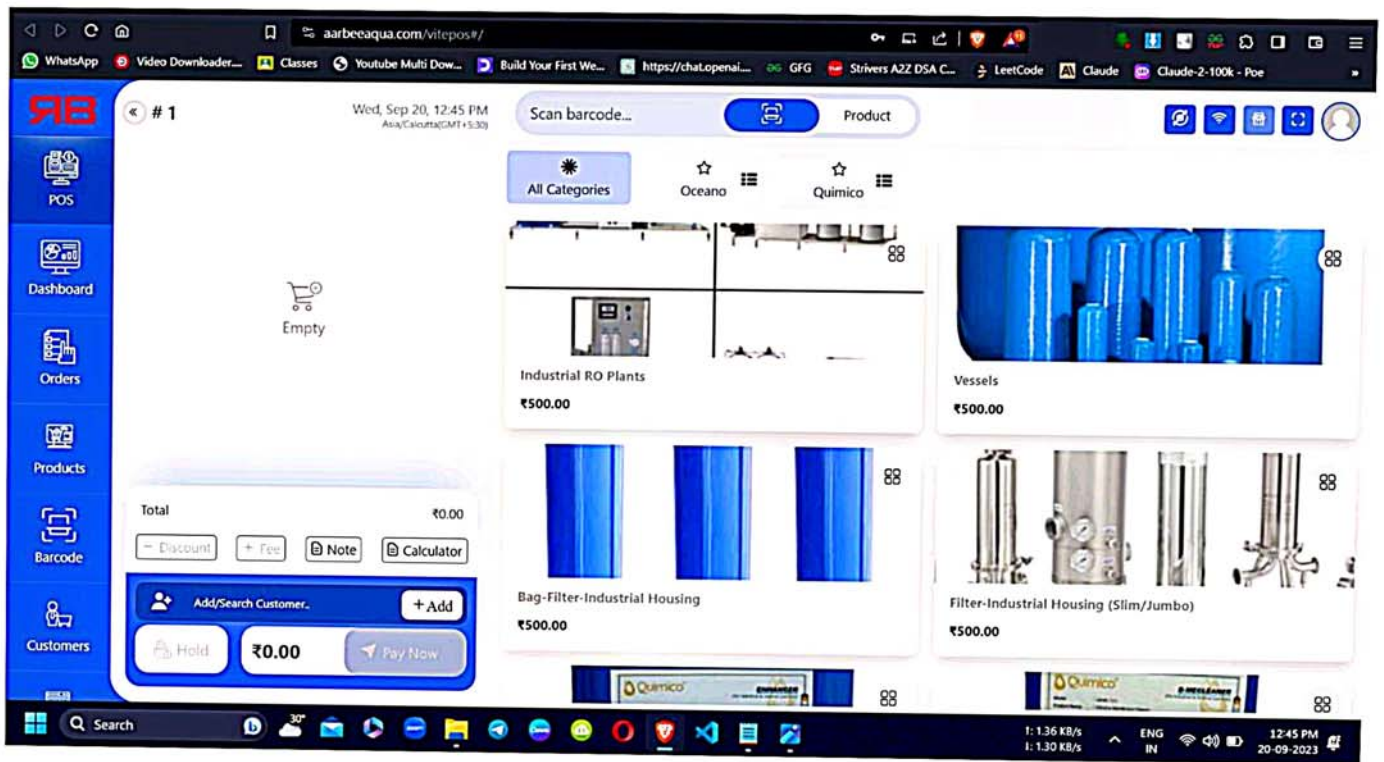 aarbeeaqua.com/vitepos#/
WhatsApp Video Downloader.... Classes Youtube Multi Dow... Build Your First We... https://chat.openai.... GFG Strivers A2Z DSA C... LeetCode Claude Claude-2-100k - Poe »
RB
# 1
Wed, Sep 20, 12:45 PM
Asia/Calcutta(GMT+5:30)
Scan barcode...
Product
POS
Dashboard
Orders
Products
Barcode
Customers
Empty
Total ₹0.00
− Discount + Fee Note Calculator
Add/Search Customer.. +Add
Hold ₹0.00 Pay Now
All Categories Oceano Quimico
Industrial RO Plants
₹500.00
Vessels
₹500.00
Bag-Filter-Industrial Housing
₹500.00
Filter-Industrial Housing (Slim/Jumbo)
₹500.00
Quimico
Quimico
Search
30°
1.36 KB/s
1.30 KB/s
ENG
IN
12:45 PM
20-09-2023